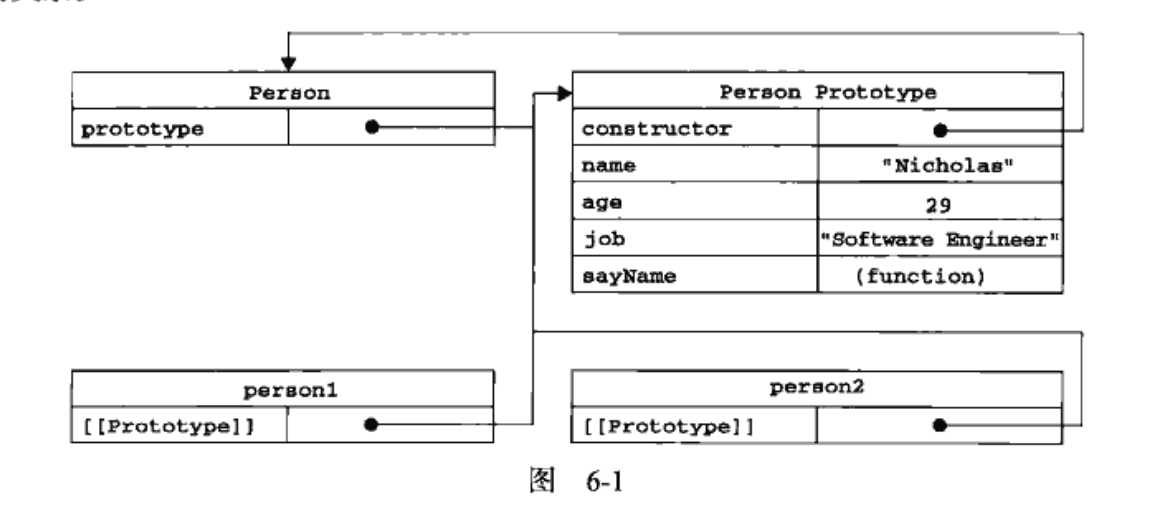 Person
prototype
Person Prototype
constructor
name "Nicholas"
age 29
job "Software Engineer"
sayName (function)
person1
[[Prototype]]
person2
[[Prototype]]
图 6-1